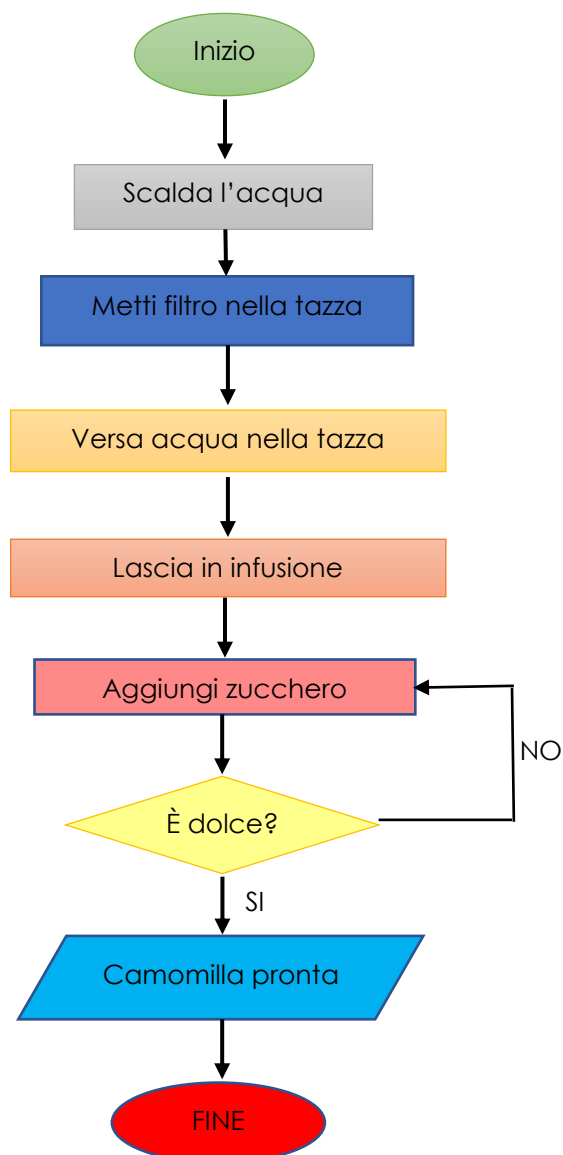 Inizio
Scalda l’acqua
Metti filtro nella tazza
Versa acqua nella tazza
Lascia in infusione
Aggiungi zucchero
NO
È dolce?
SI
Camomilla pronta
FINE